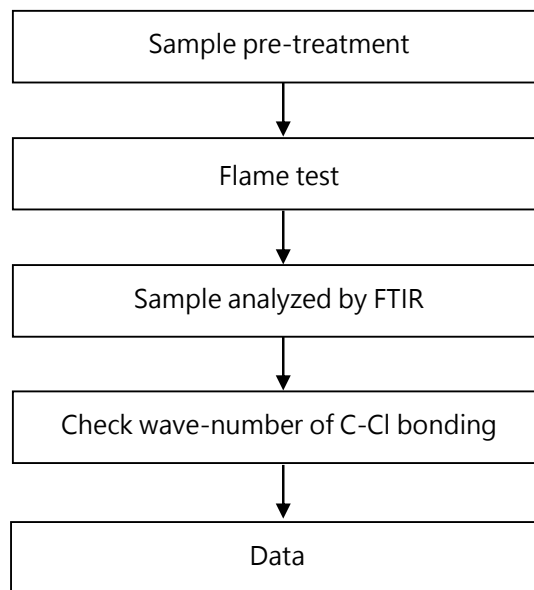 Sample pre-treatment
Flame test
Sample analyzed by FTIR
Check wave-number of C-Cl bonding
Data